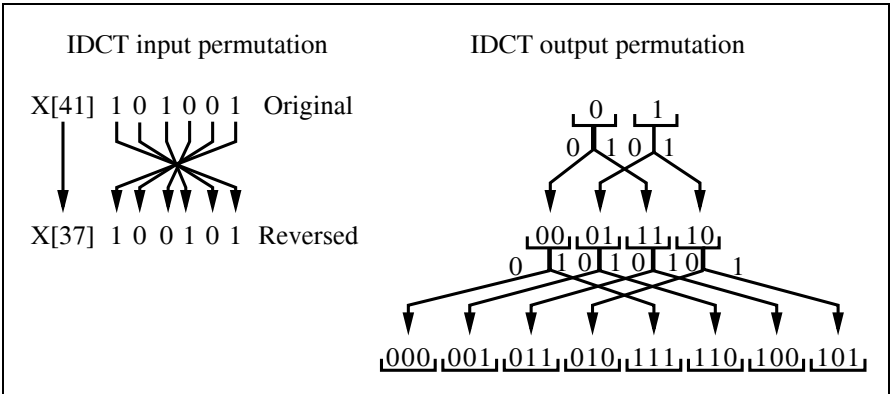 IDCT input permutation
X[41] 1 0 1 0 0 1 Original
X[37] 1 0 0 1 0 1 Reversed
IDCT output permutation
0 1
0 1 0 1
00 01 11 10
0 1 0 1 0 1 0 1
000 001 011 010 111 110 100 101